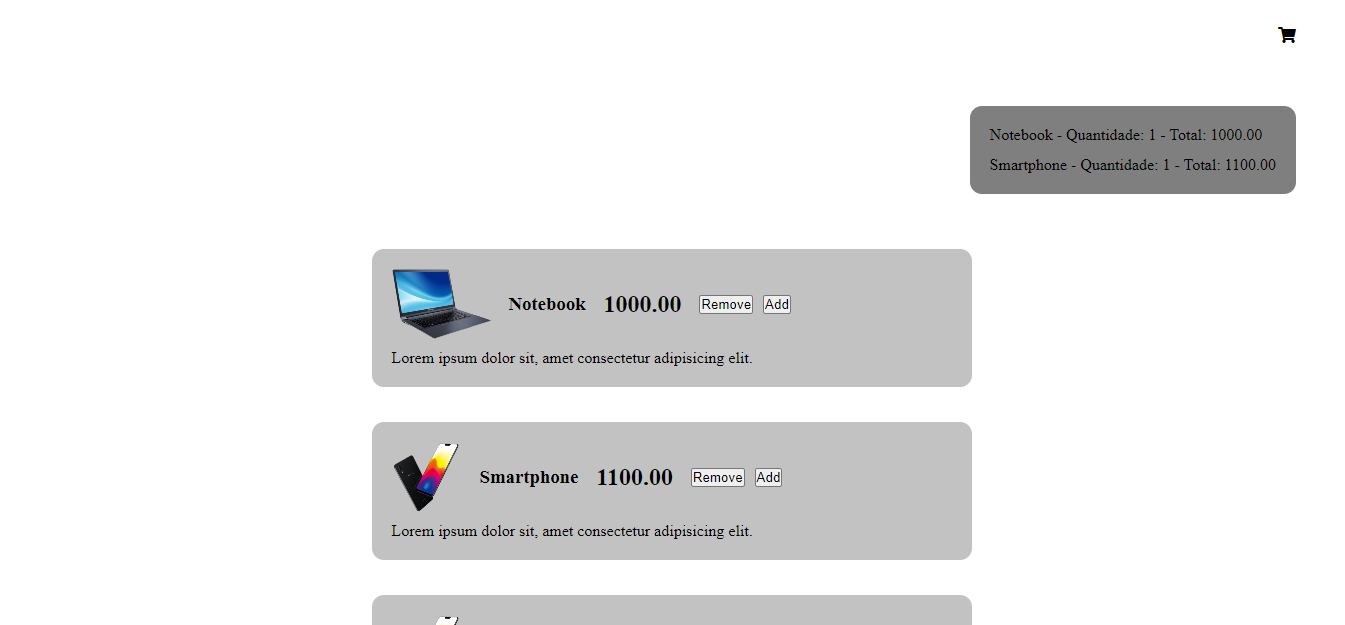 Notebook - Quantidade: 1 - Total: 1000.00
Smartphone - Quantidade: 1 - Total: 1100.00
Notebook 1000.00 Remove Add
Lorem ipsum dolor sit, amet consectetur adipisicing elit.
Smartphone 1100.00 Remove Add
Lorem ipsum dolor sit, amet consectetur adipisicing elit.